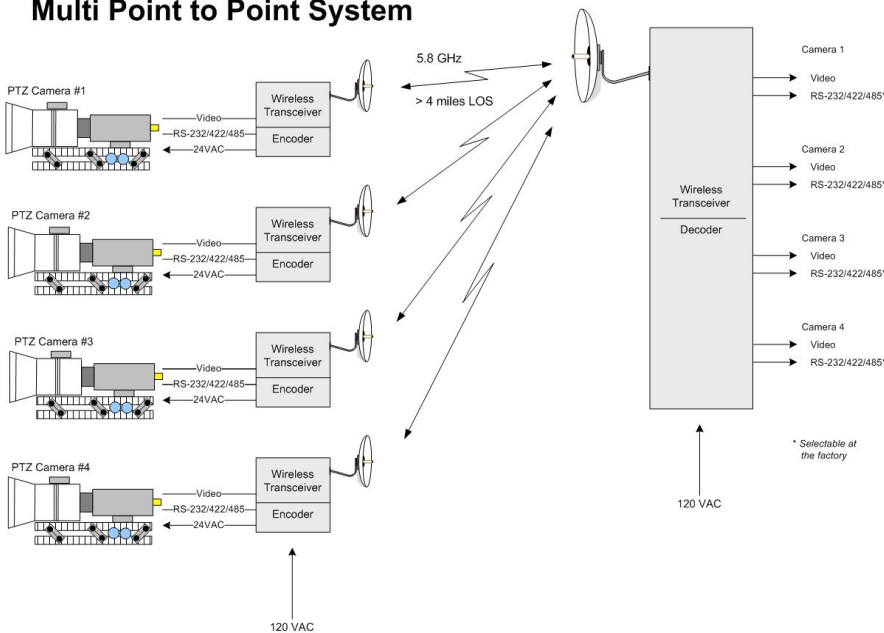 Multi Point to Point System
PTZ Camera #1
Video
RS-232/422/485
24VAC
Wireless
Transceiver
Encoder
5.8 GHz
> 4 miles LOS
PTZ Camera #2
Video
RS-232/422/485
24VAC
Wireless
Transceiver
Encoder
PTZ Camera #3
Video
RS-232/422/485
24VAC
Wireless
Transceiver
Encoder
PTZ Camera #4
Video
RS-232/422/485
24VAC
Wireless
Transceiver
Encoder
120 VAC
Wireless
Transceiver
Decoder
120 VAC
Camera 1
Video
RS-232/422/485*
Camera 2
Video
RS-232/422/485*
Camera 3
Video
RS-232/422/485*
Camera 4
Video
RS-232/422/485*
* Selectable at
the factory